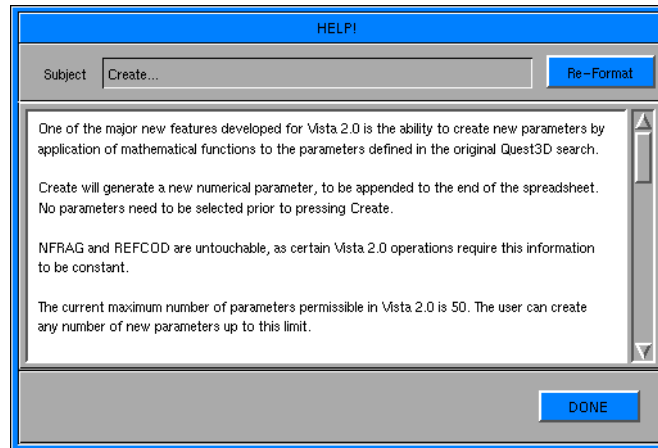 HELP!
Subject Create... Re-Format
One of the major new features developed for Vista 2.0 is the ability to create new parameters by
application of mathematical functions to the parameters defined in the original Quest3D search.
Create will generate a new numerical parameter, to be appended to the end of the spreadsheet.
No parameters need to be selected prior to pressing Create.
NFRAG and REFCOD are untouchable, as certain Vista 2.0 operations require this information
to be constant.
The current maximum number of parameters permissible in Vista 2.0 is 50. The user can create
any number of new parameters up to this limit.
DONE